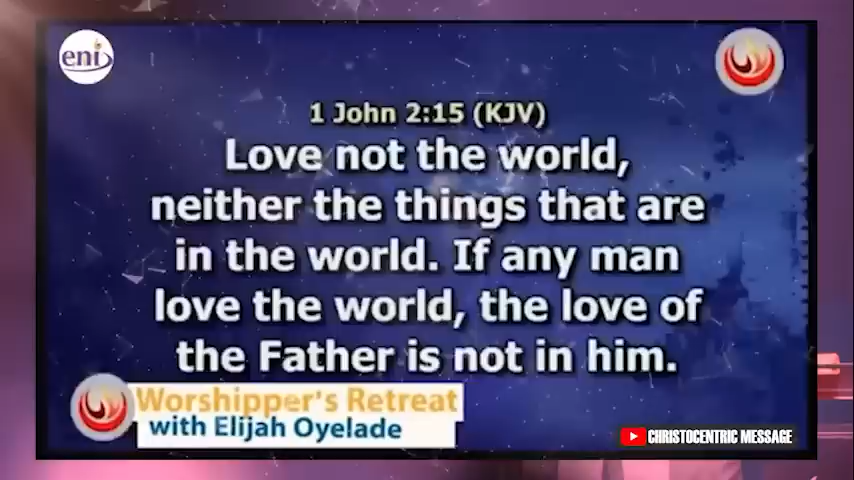 eni
1 John 2:15 (KJV)
Love not the world,
neither the things that are
in the world. If any man
love the world, the love of
the Father is not in him.
Worshipper's Retreat
with Elijah Oyelade
CHRISTOCENTRIC MESSAGE